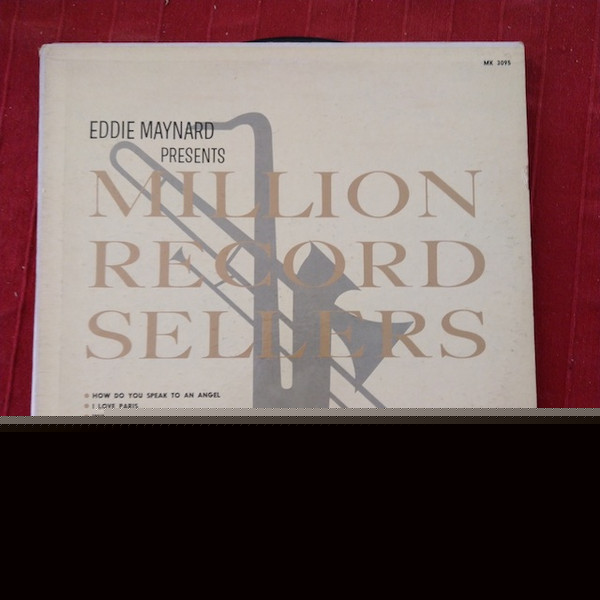 MK 3095
EDDIE MAYNARD
PRESENTS
MILLION
RECORD
SELLERS
HOW DO YOU SPEAK TO AN ANGEL
I LOVE PARIS